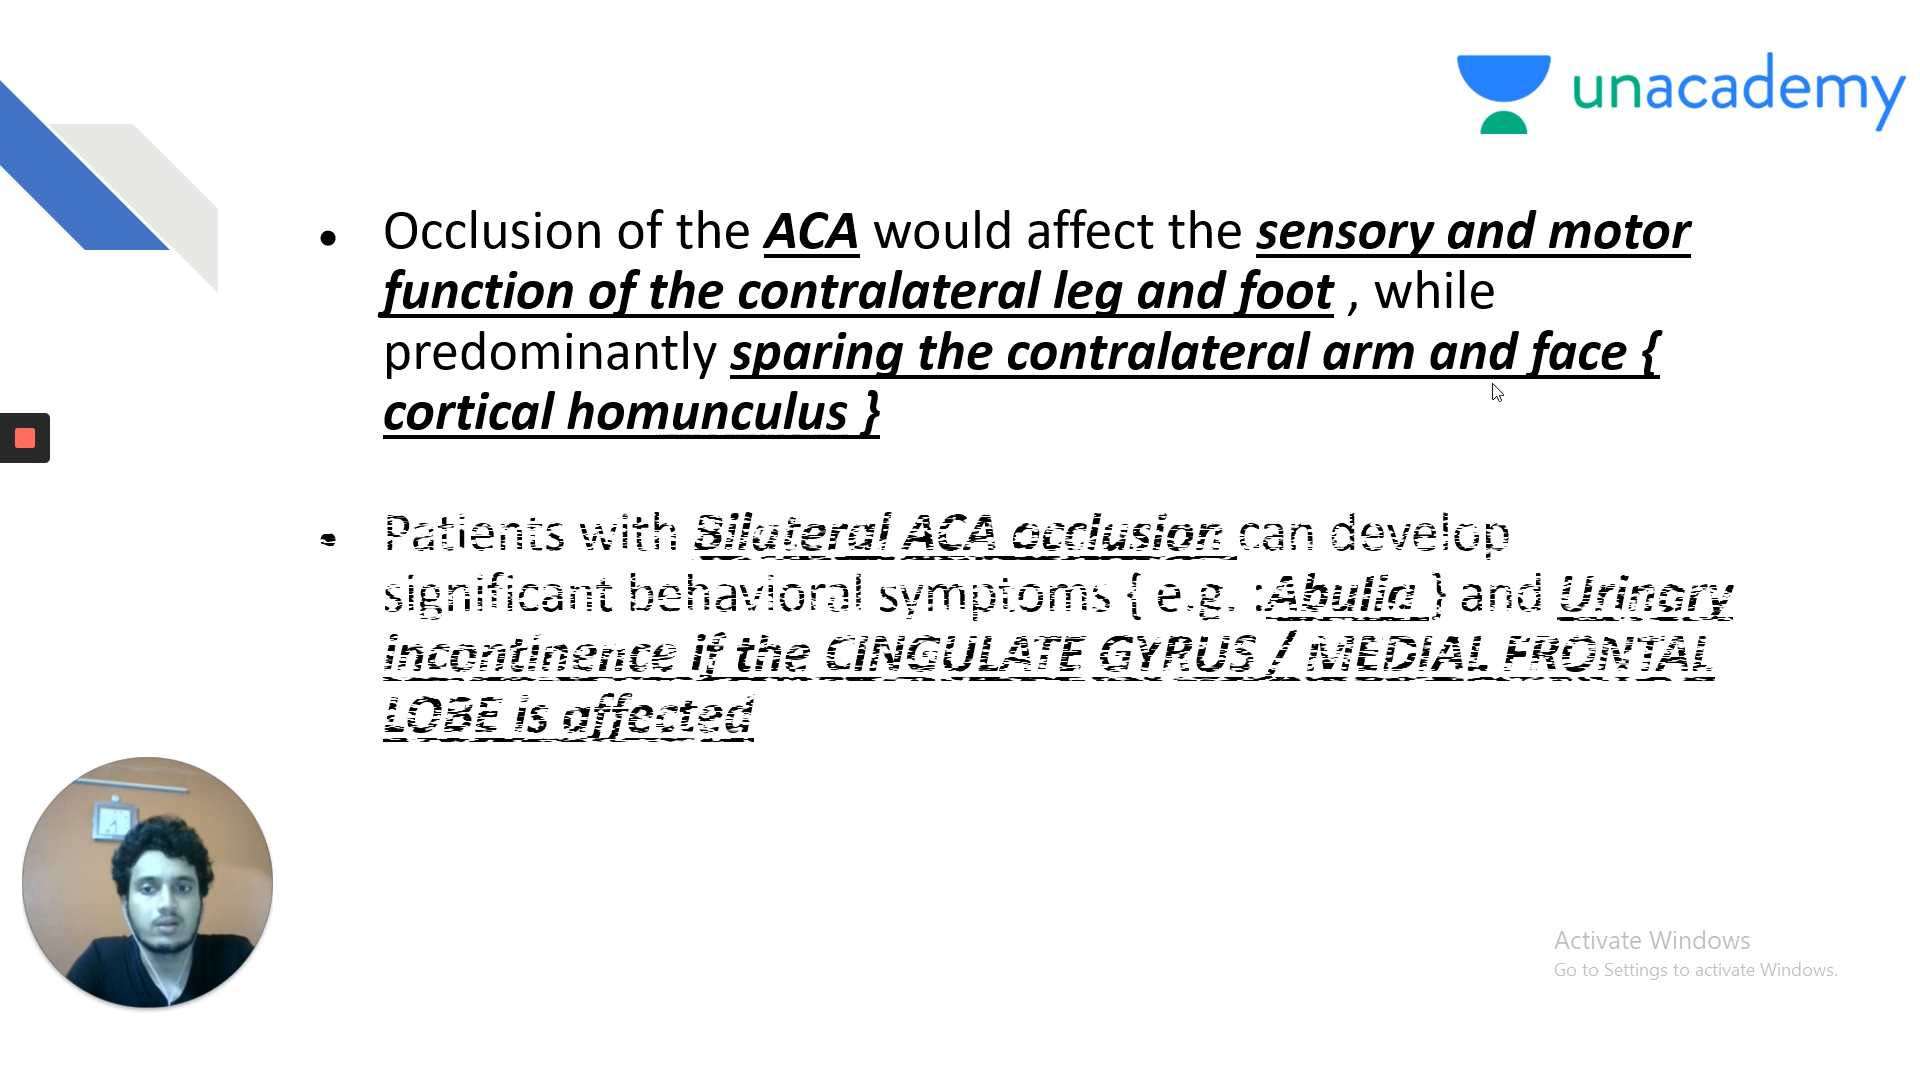 unacademy
• Occlusion of the ACA would affect the sensory and motor
function of the contralateral leg and foot , while
predominantly sparing the contralateral arm and face {
cortical homunculus }
• Patients with Bilateral ACA occlusion can develop
significant behavioral symptoms { e.g. :Abulia } and Urinary
incontinence if the CINGULATE GYRUS / MEDIAL FRONTAL
LOBE is affected
Activate Windows
Go to Settings to activate Windows.